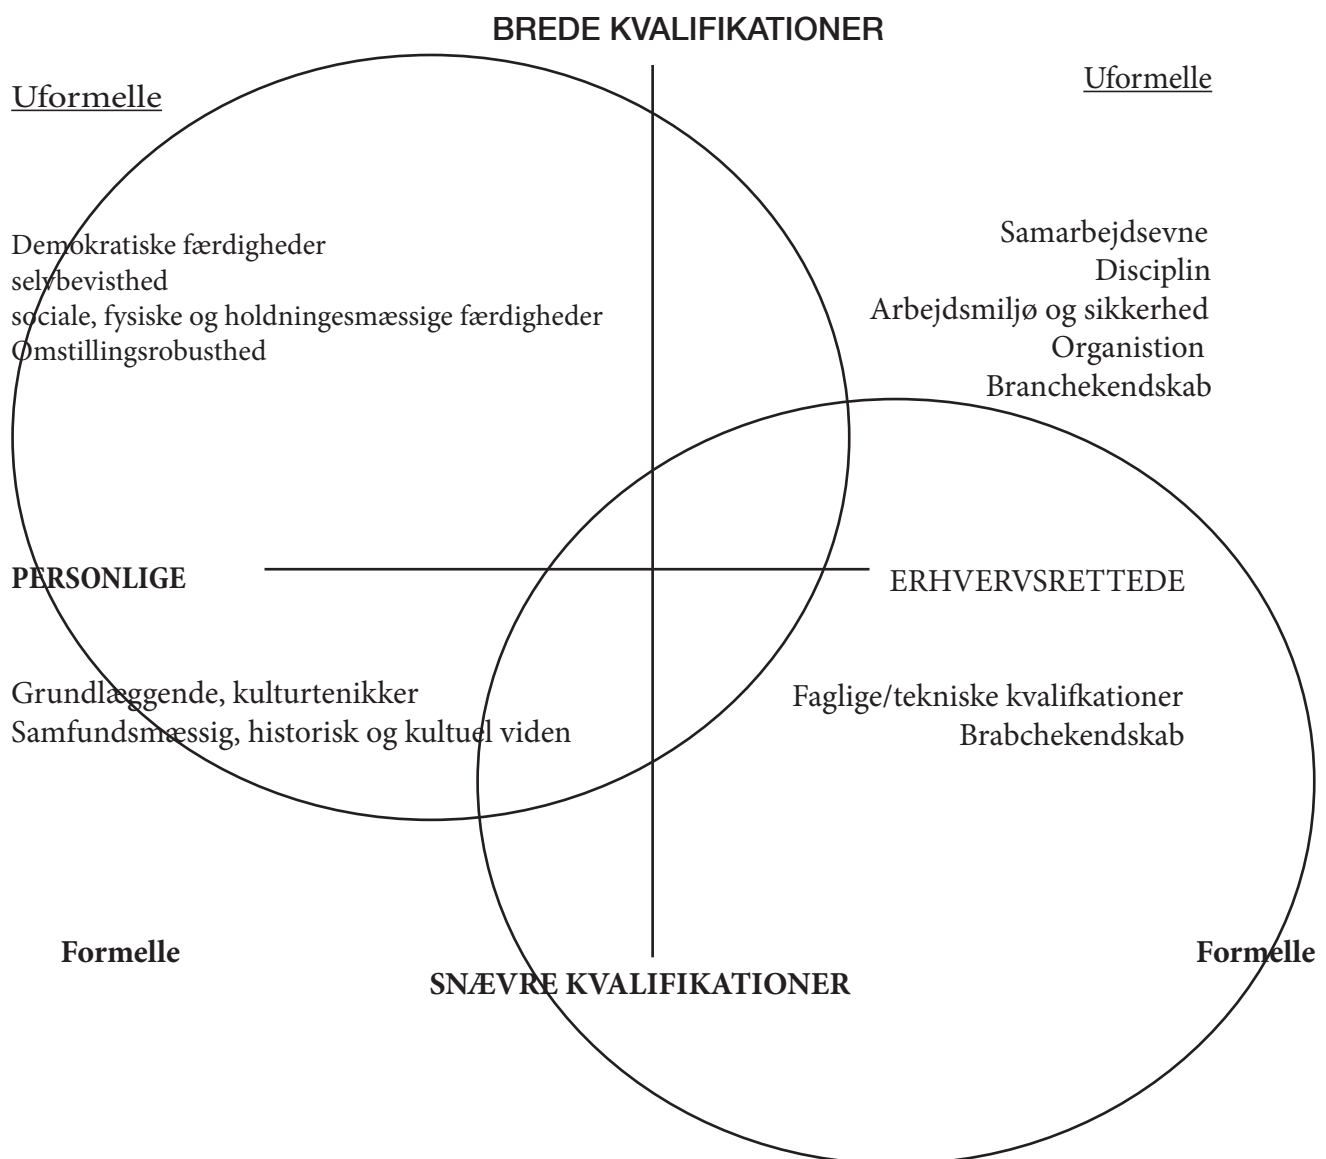 BREDE KVALIFIKATIONER
Uformelle
Uformelle
Demokratiske færdigheder
selvbevisthed
sociale, fysiske og holdningesmæssige færdigheder
Omstillingsrobusthed
Samarbejdsevne
Disciplin
Arbejdsmiljø og sikkerhed
Organistion
Branchekendskab
PERSONLIGE
ERHVERVSRETTEDE
Grundlæggende, kulturtenikker
Samfundsmæssig, historisk og kultuel viden
Faglige/tekniske kvalifkationer
Brabchekendskab
Formelle
Formelle
SNÆVRE KVALIFIKATIONER